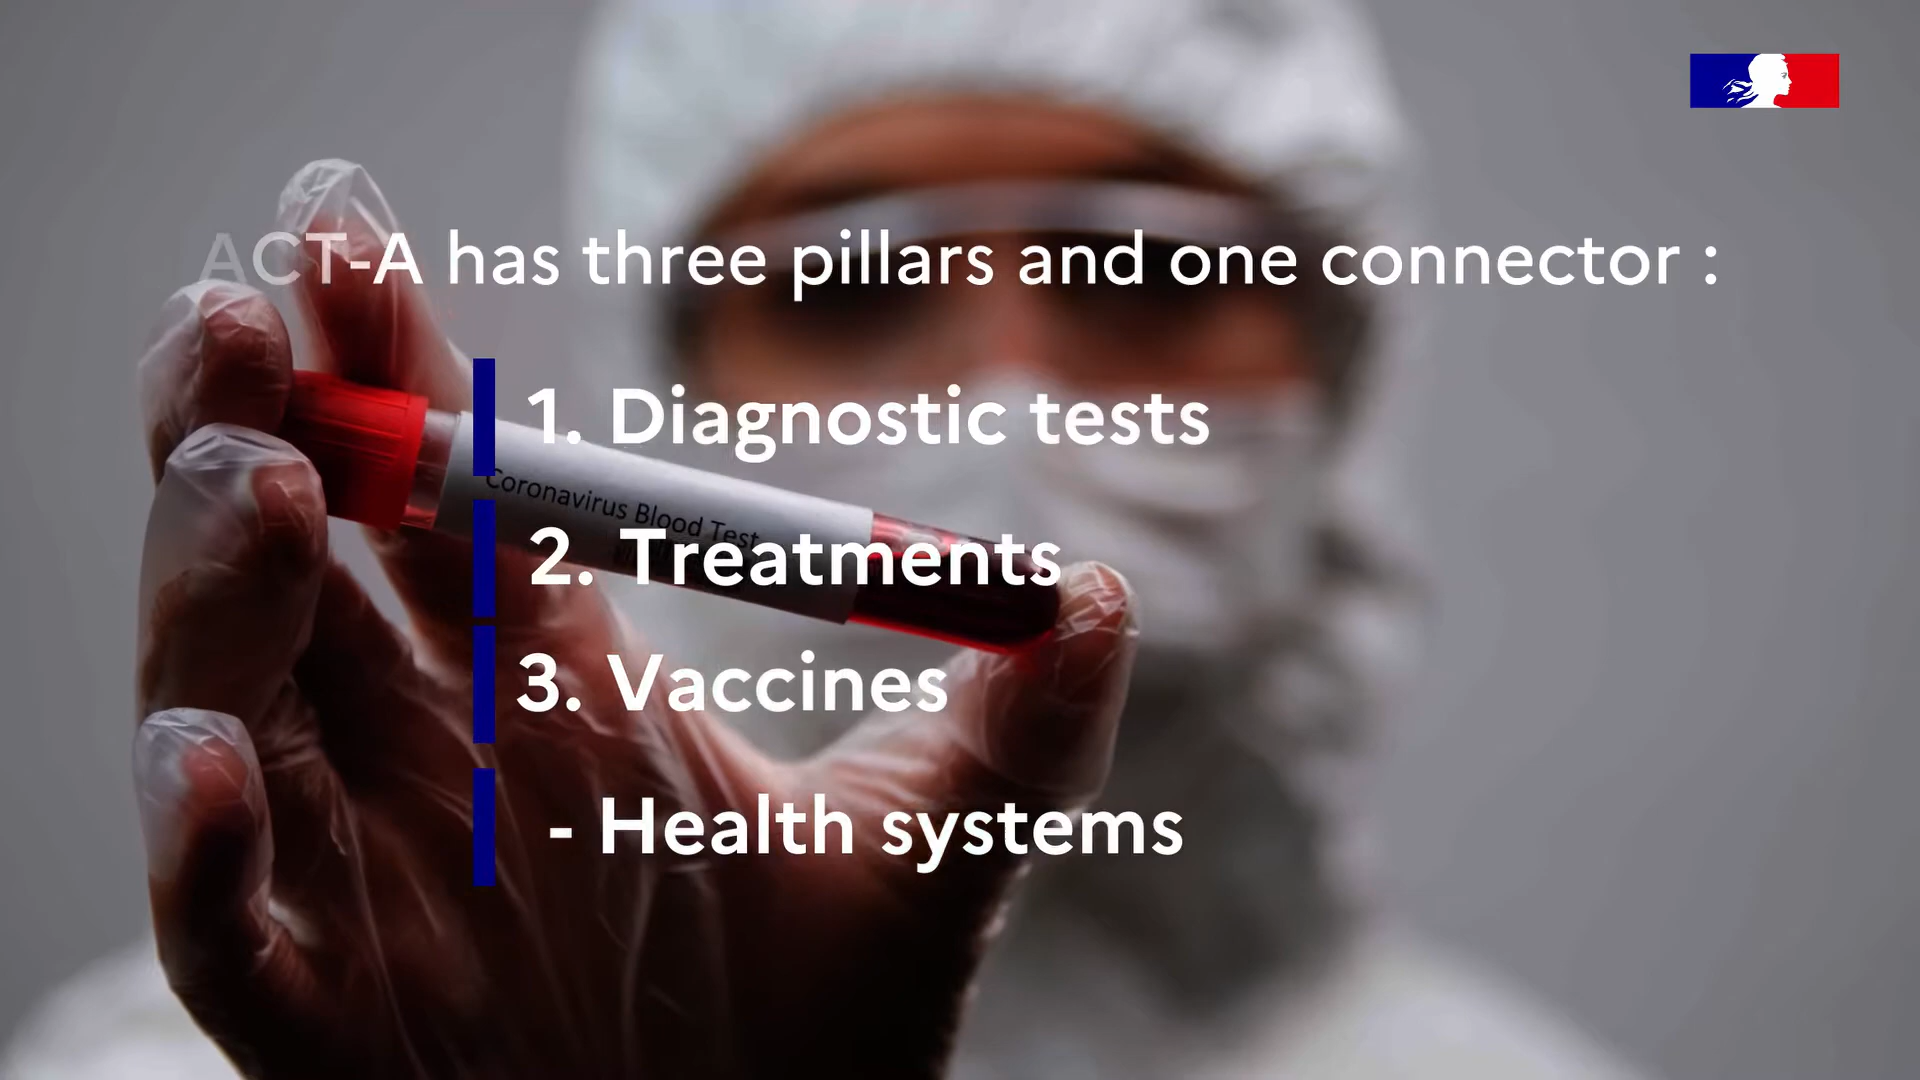 ACT-A has three pillars and one connector :
1. Diagnostic tests
Coronavirus Blood Test
2. Treatments
3. Vaccines
- Health systems